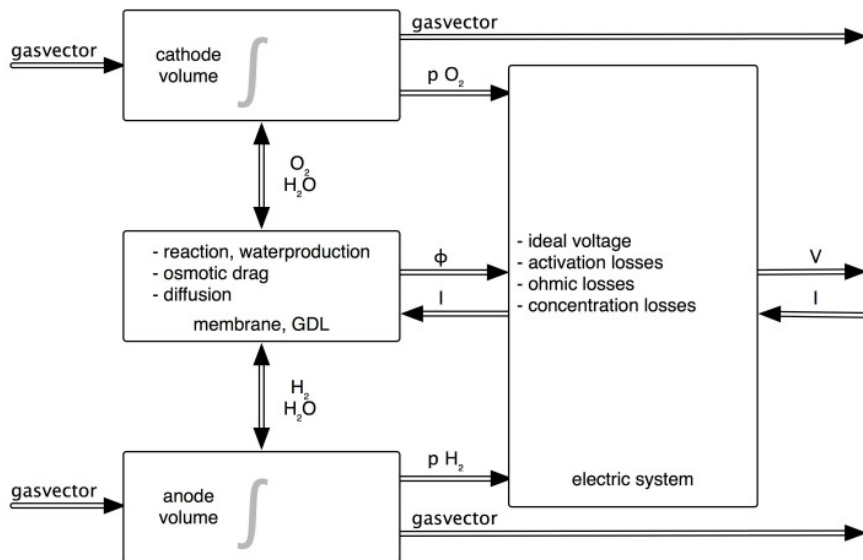 gasvector
gasvector
cathode
volume
∫
p O₂
O₂
H₂O
- reaction, waterproduction
- osmotic drag
- diffusion
membrane, GDL
ϕ
I
- ideal voltage
- activation losses
- ohmic losses
- concentration losses
V
I
H₂
H₂O
p H₂
electric system
gasvector
anode
volume
∫
gasvector